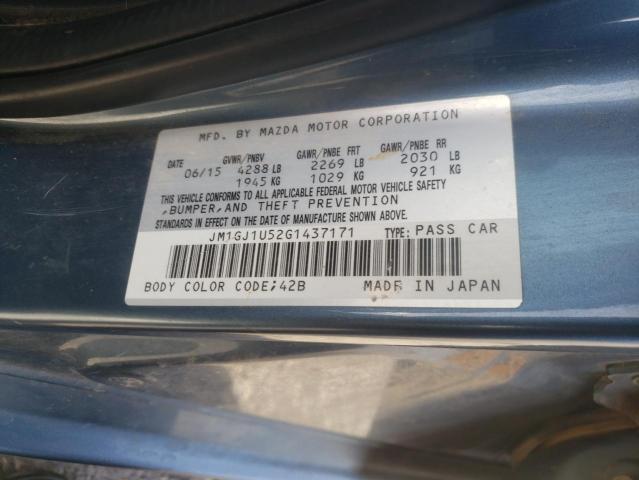 MFD. BY MAZDA MOTOR CORPORATION
DATE GVWR/PNBV GAWR/PNBE FRT GAWR/PNBE RR
06/15 4288 LB 2269 LB 2030 LB
1945 KG 1029 KG 921 KG
THIS VEHICLE CONFORMS TO ALL APPLICABLE FEDERAL MOTOR VEHICLE SAFETY
,BUMPER,AND THEFT PREVENTION
STANDARDS IN EFFECT ON THE DATE OF MANUFACTURE SHOWN ABOVE.
JM1GJ1U52G1437171 TYPE: PASS CAR
BODY COLOR CODE;42B MADE IN JAPAN